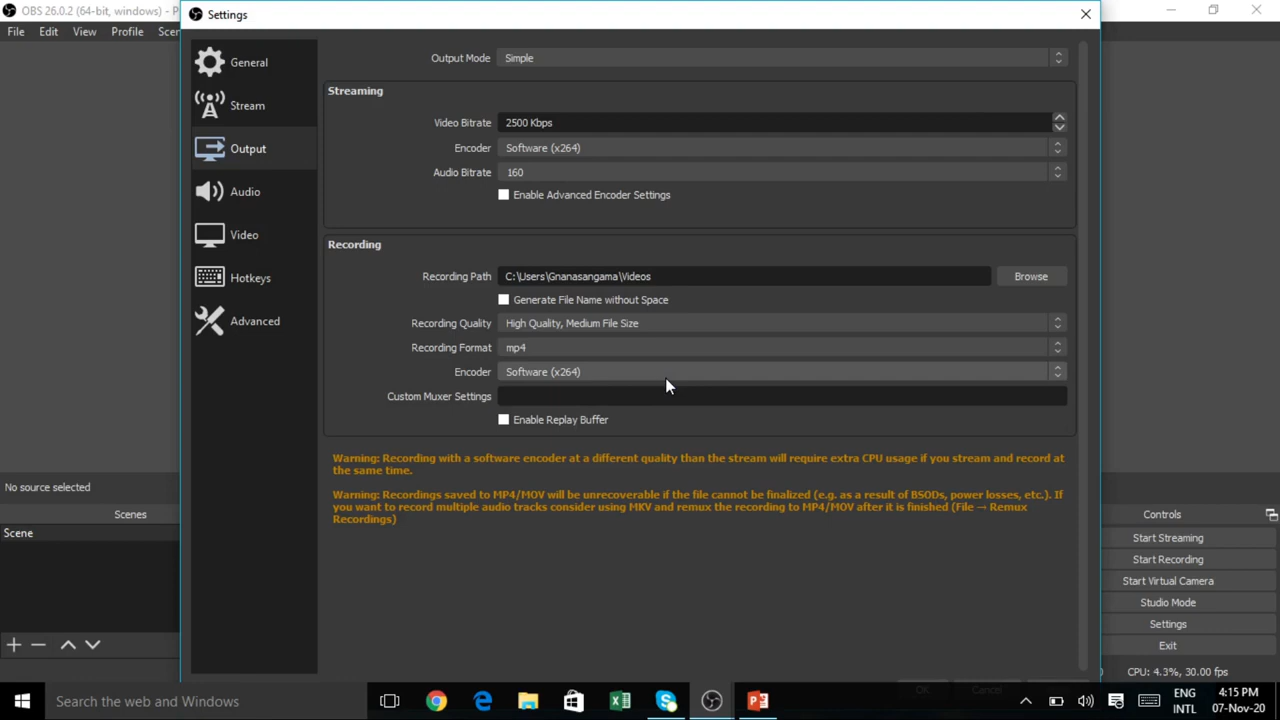 OBS 26.0.2 (64-bit, windows) - P
Settings
File Edit View Profile Scen
General
Stream
Output
Audio
Video
Hotkeys
Advanced
Output Mode Simple
Streaming
Video Bitrate 2500 Kbps
Encoder Software (x264)
Audio Bitrate 160
Enable Advanced Encoder Settings
Recording
Recording Path C:\Users\Gnanasangama\Videos Browse
Generate File Name without Space
Recording Quality High Quality, Medium File Size
Recording Format mp4
Encoder Software (x264)
Custom Muxer Settings
Enable Replay Buffer
Warning: Recording with a software encoder at a different quality than the stream will require extra CPU usage if you stream and record at
the same time.
Warning: Recordings saved to MP4/MOV will be unrecoverable if the file cannot be finalized (e.g. as a result of BSODs, power losses, etc.). If
you want to record multiple audio tracks consider using MKV and remux the recording to MP4/MOV after it is finished (File → Remux
Recordings)
OK Cancel
No source selected
Scenes
Scene
Controls
Start Streaming
Start Recording
Start Virtual Camera
Studio Mode
Settings
Exit
0 CPU: 4.3%, 30.00 fps
Search the web and Windows
ENG
INTL
4:15 PM
07-Nov-20